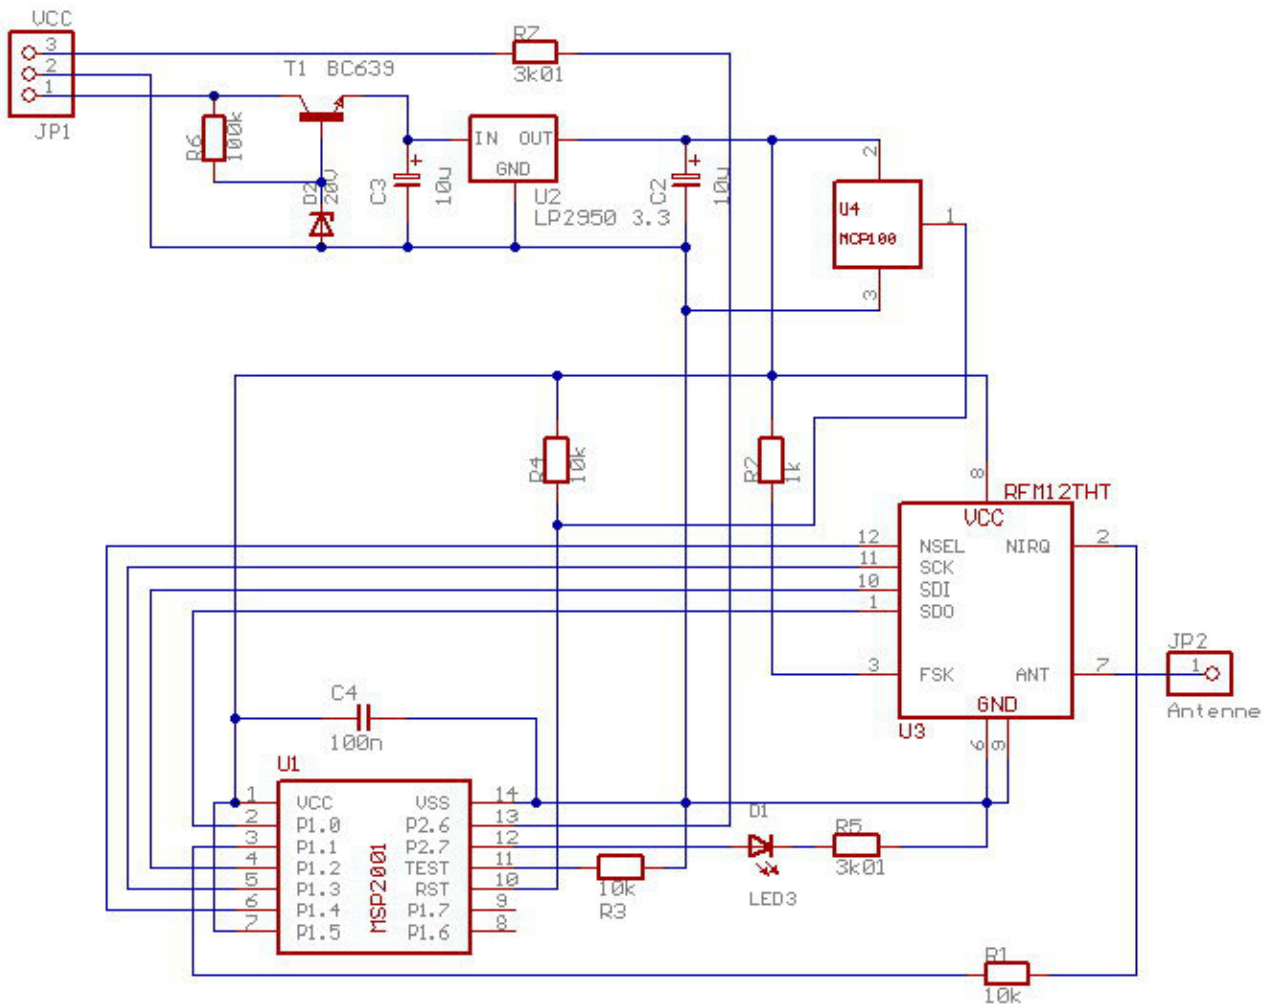 VCC
3
2
1
JP1
R7
3k01
T1 BC639
R6
100k
D2
20V
C3
10u
IN OUT
GND
U2
LP2950 3.3
C2
10u
2
U4
MCP100
1
3
R4
10k
R2
1k
8
RFM12THT
VCC
12 NSEL NIRQ 2
11 SCK
10 SDI
1 SDO
3 FSK ANT 7
GND
U3
6
9
JP2
1
Antenne
C4
100n
U1
MSP2001
1 VCC VSS 14
2 P1.0 P2.6 13
3 P1.1 P2.7 12
4 P1.2 TEST 11
5 P1.3 RST 10
6 P1.4 P1.7 9
7 P1.5 P1.6 8
D1
LED3
R5
3k01
10k
R3
R1
10k